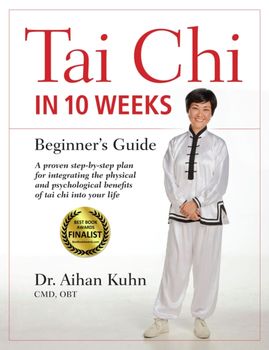 Tai Chi
IN 10 WEEKS
Beginner's Guide
A proven step-by-step plan
for integrating the physical
and psychological benefits
of tai chi into your life
BEST BOOK
AWARDS
FINALIST
Dr. Aihan Kuhn
CMD, OBT